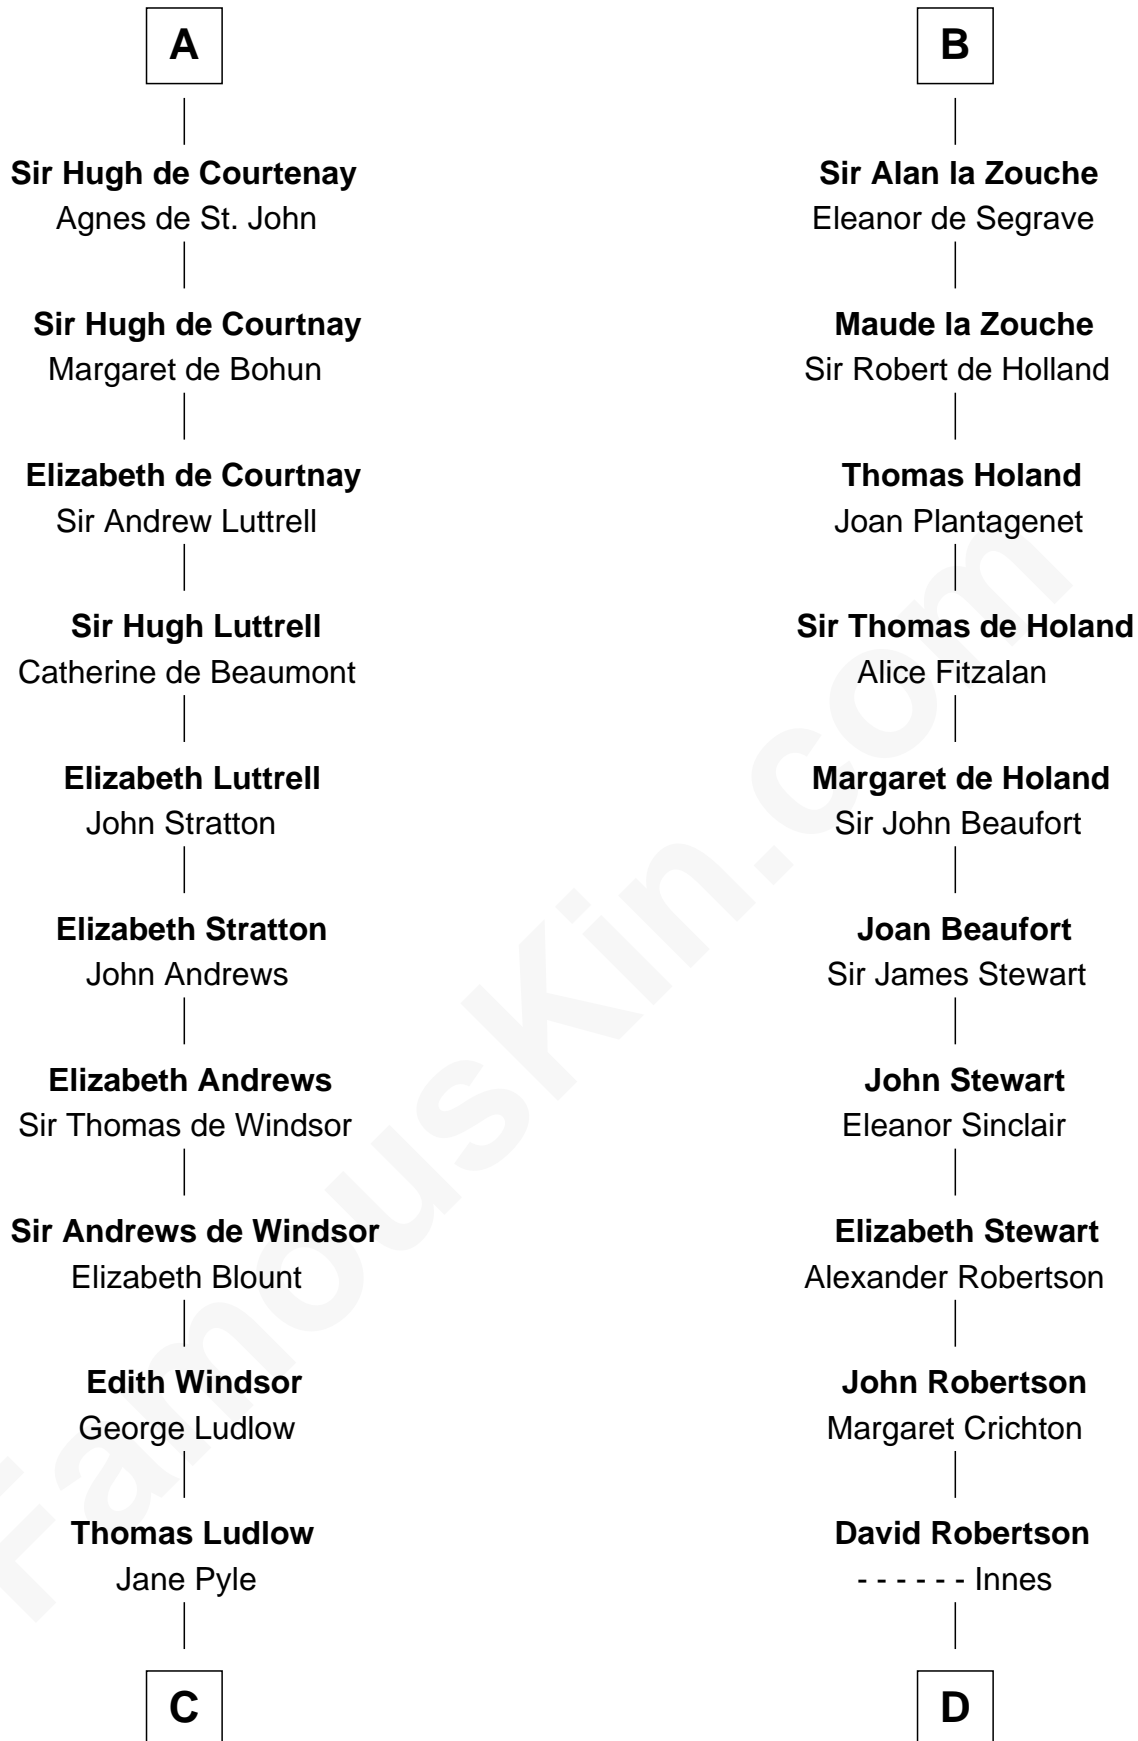 A
Sir Hugh de Courtenay
Agnes de St. John
Sir Hugh de Courtnay
Margaret de Bohun
Elizabeth de Courtnay
Sir Andrew Luttrell
Sir Hugh Luttrell
Catherine de Beaumont
Elizabeth Luttrell
John Stratton
Elizabeth Stratton
John Andrews
Elizabeth Andrews
Sir Thomas de Windsor
Sir Andrews de Windsor
Elizabeth Blount
Edith Windsor
George Ludlow
Thomas Ludlow
Jane Pyle
C
B
Sir Alan la Zouche
Eleanor de Segrave
Maude la Zouche
Sir Robert de Holland
Thomas Holand
Joan Plantagenet
Sir Thomas de Holand
Alice Fitzalan
Margaret de Holand
Sir John Beaufort
Joan Beaufort
Sir James Stewart
John Stewart
Eleanor Sinclair
Elizabeth Stewart
Alexander Robertson
John Robertson
Margaret Crichton
David Robertson
- - - - - - Innes
D
FamousKin.com